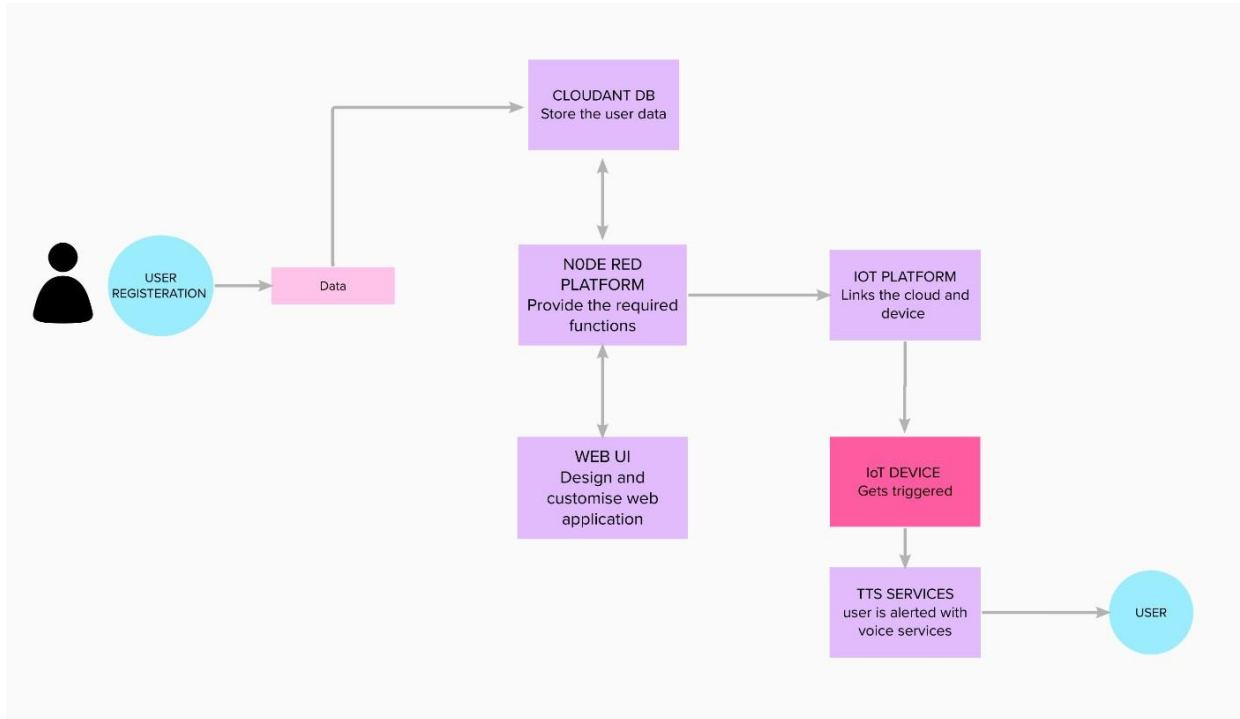 CLOUDANT DB
Store the user data
USER
REGISTERATION
Data
N0DE RED
PLATFORM
Provide the required
functions
IOT PLATFORM
Links the cloud and
device
WEB UI
Design and
customise web
application
IoT DEVICE
Gets triggered
TTS SERVICES
user is alerted with
voice services
USER